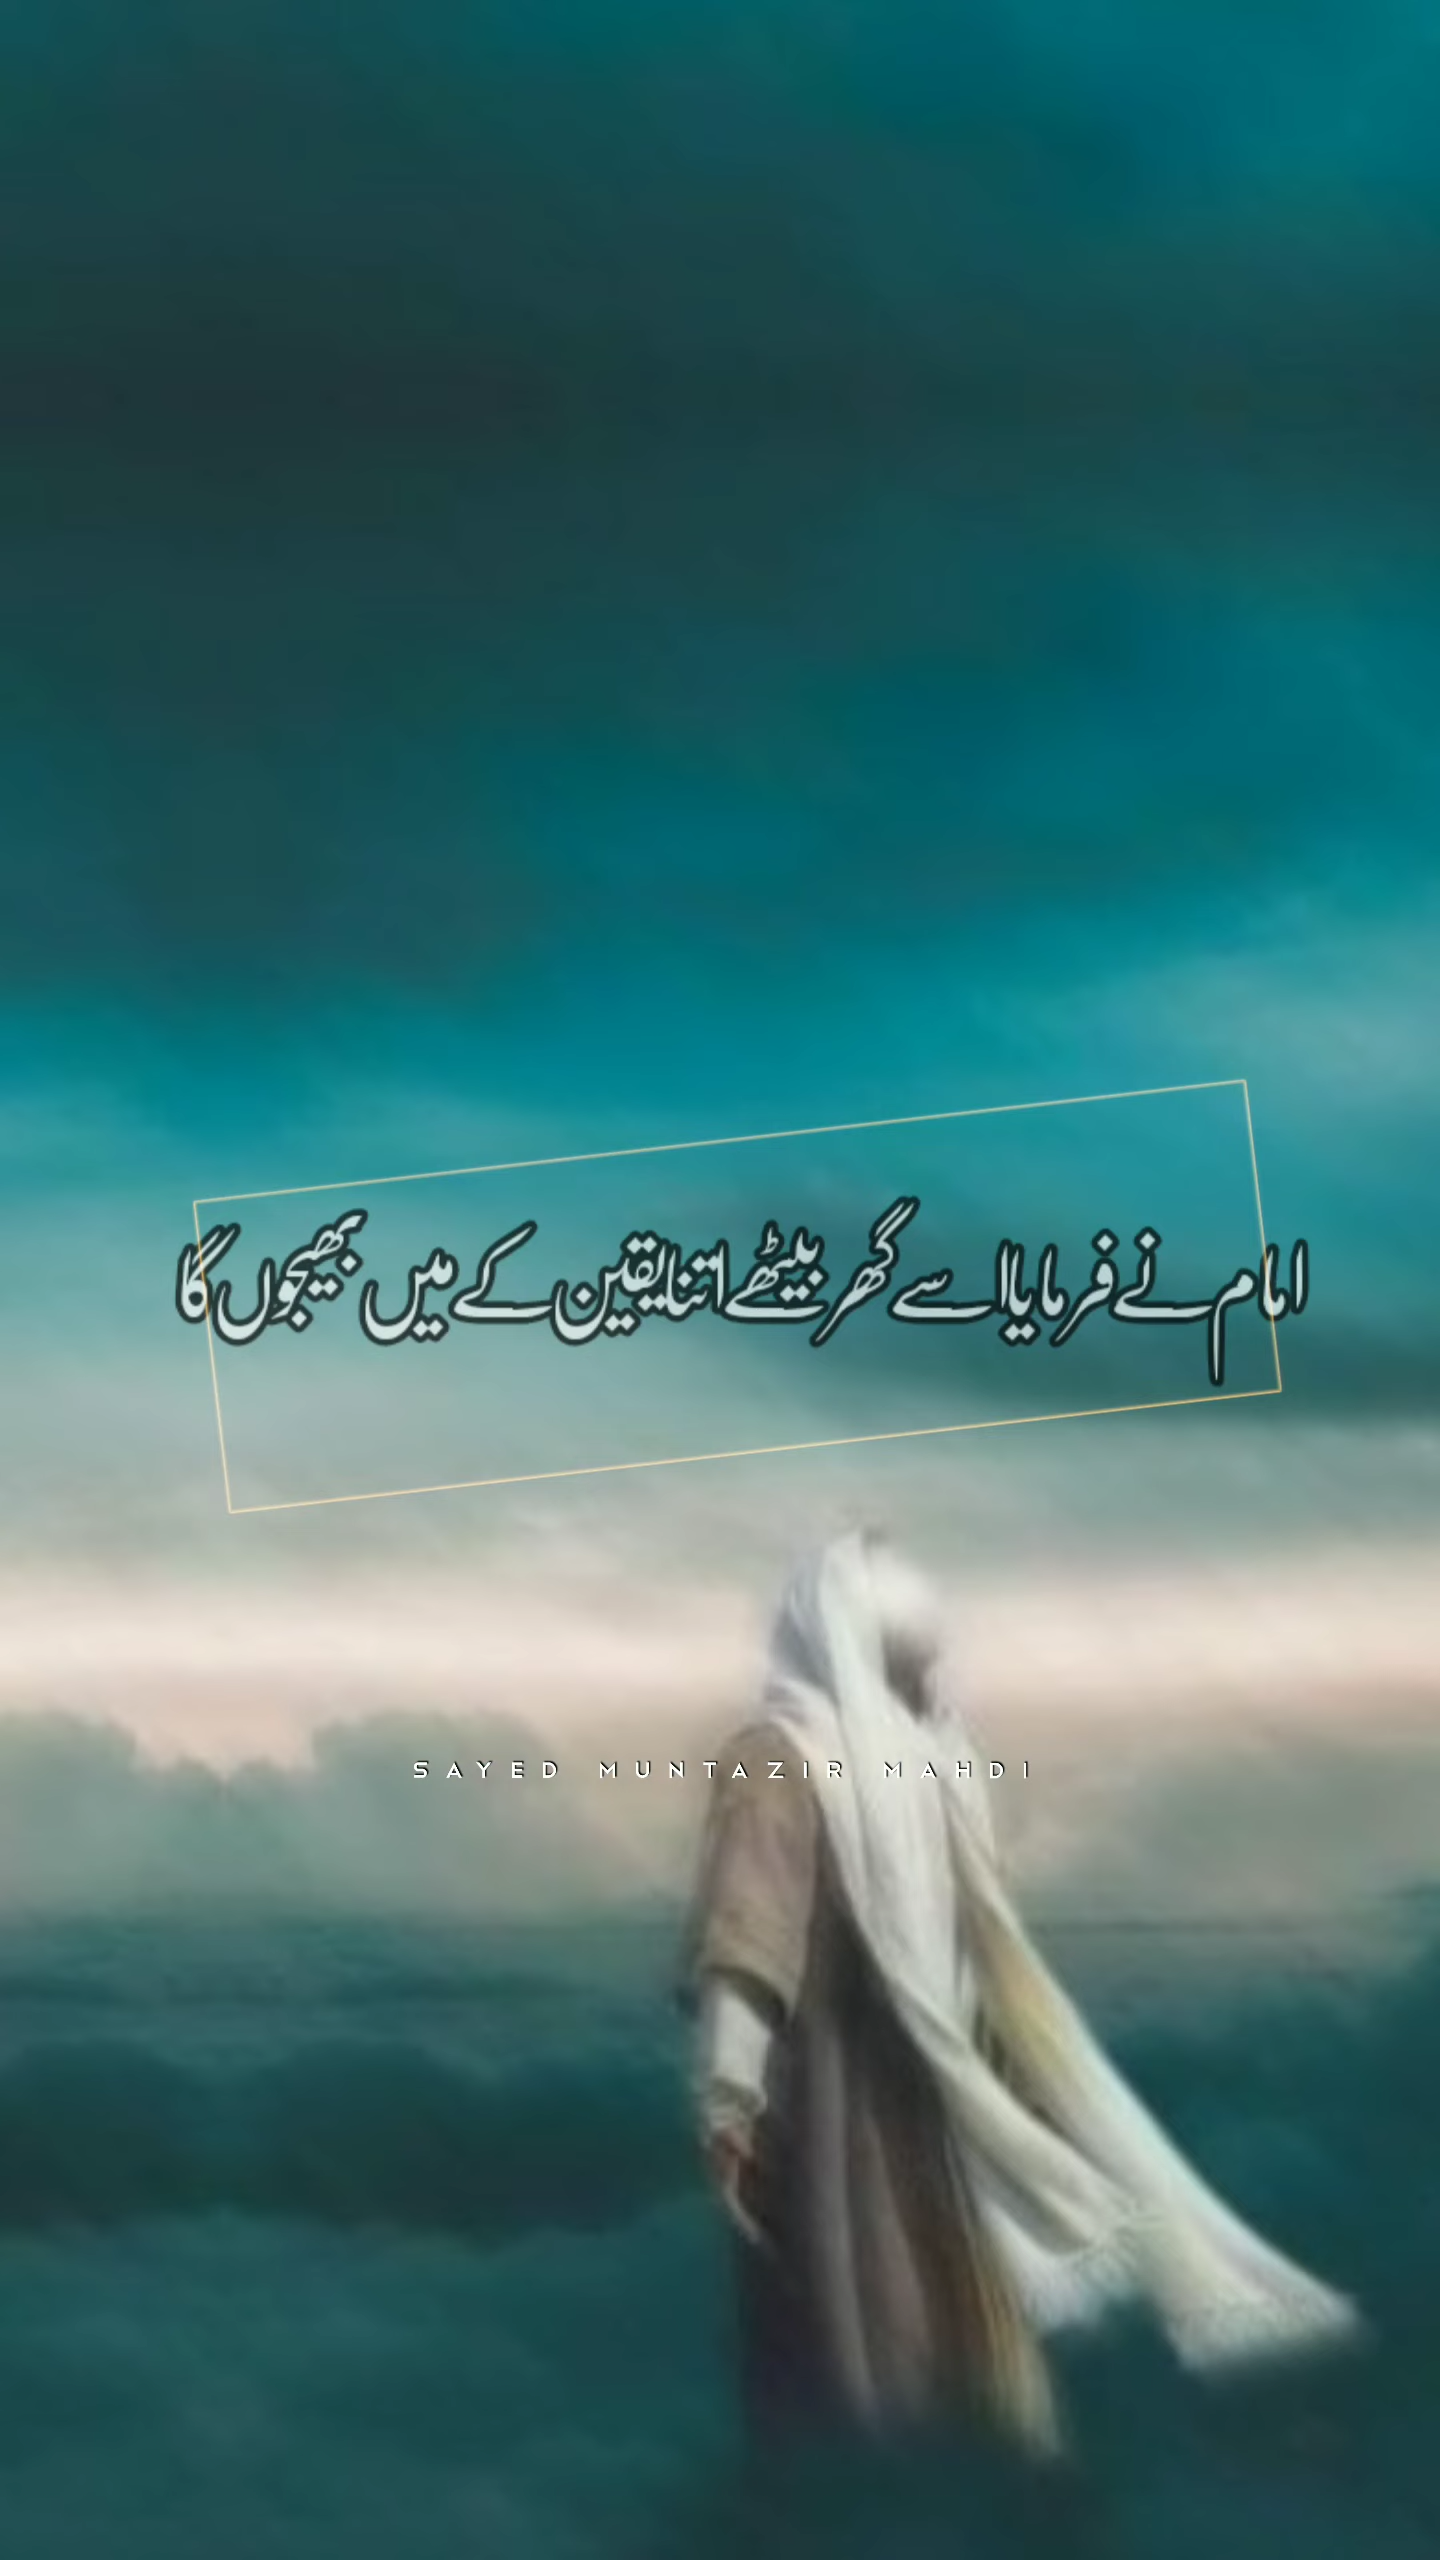 امام نے فرمایا اسے گھر بیٹھے اتنا یقین کے میں بھیجوں گا
SAYED MUNTAZIR MAHDI